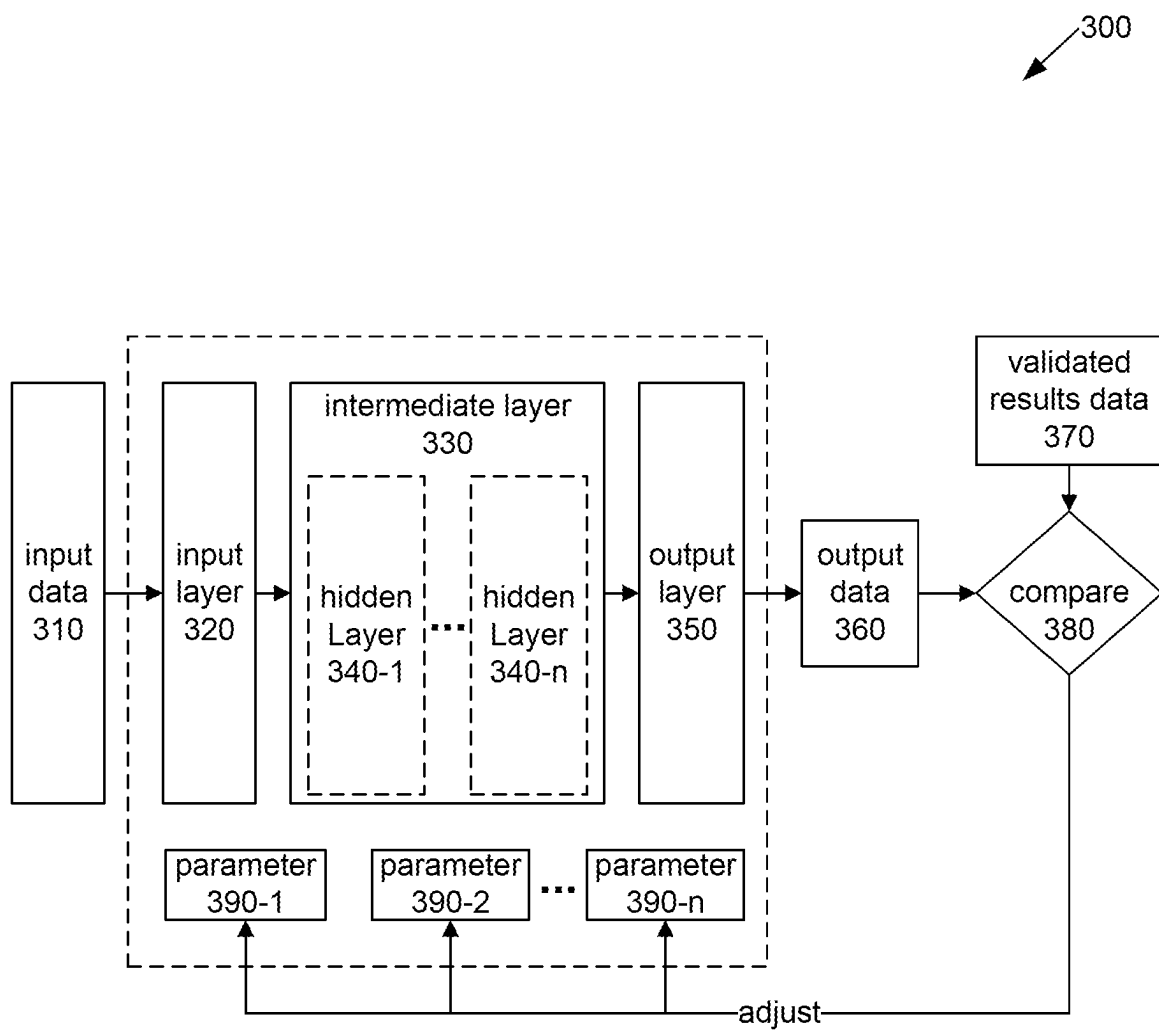 300
validated
results data
370
intermediate layer
330
input
data
310
input
layer
320
hidden
Layer
340-1
...
hidden
Layer
340-n
output
layer
350
output
data
360
compare
380
parameter
390-1
parameter
390-2
...
parameter
390-n
adjust